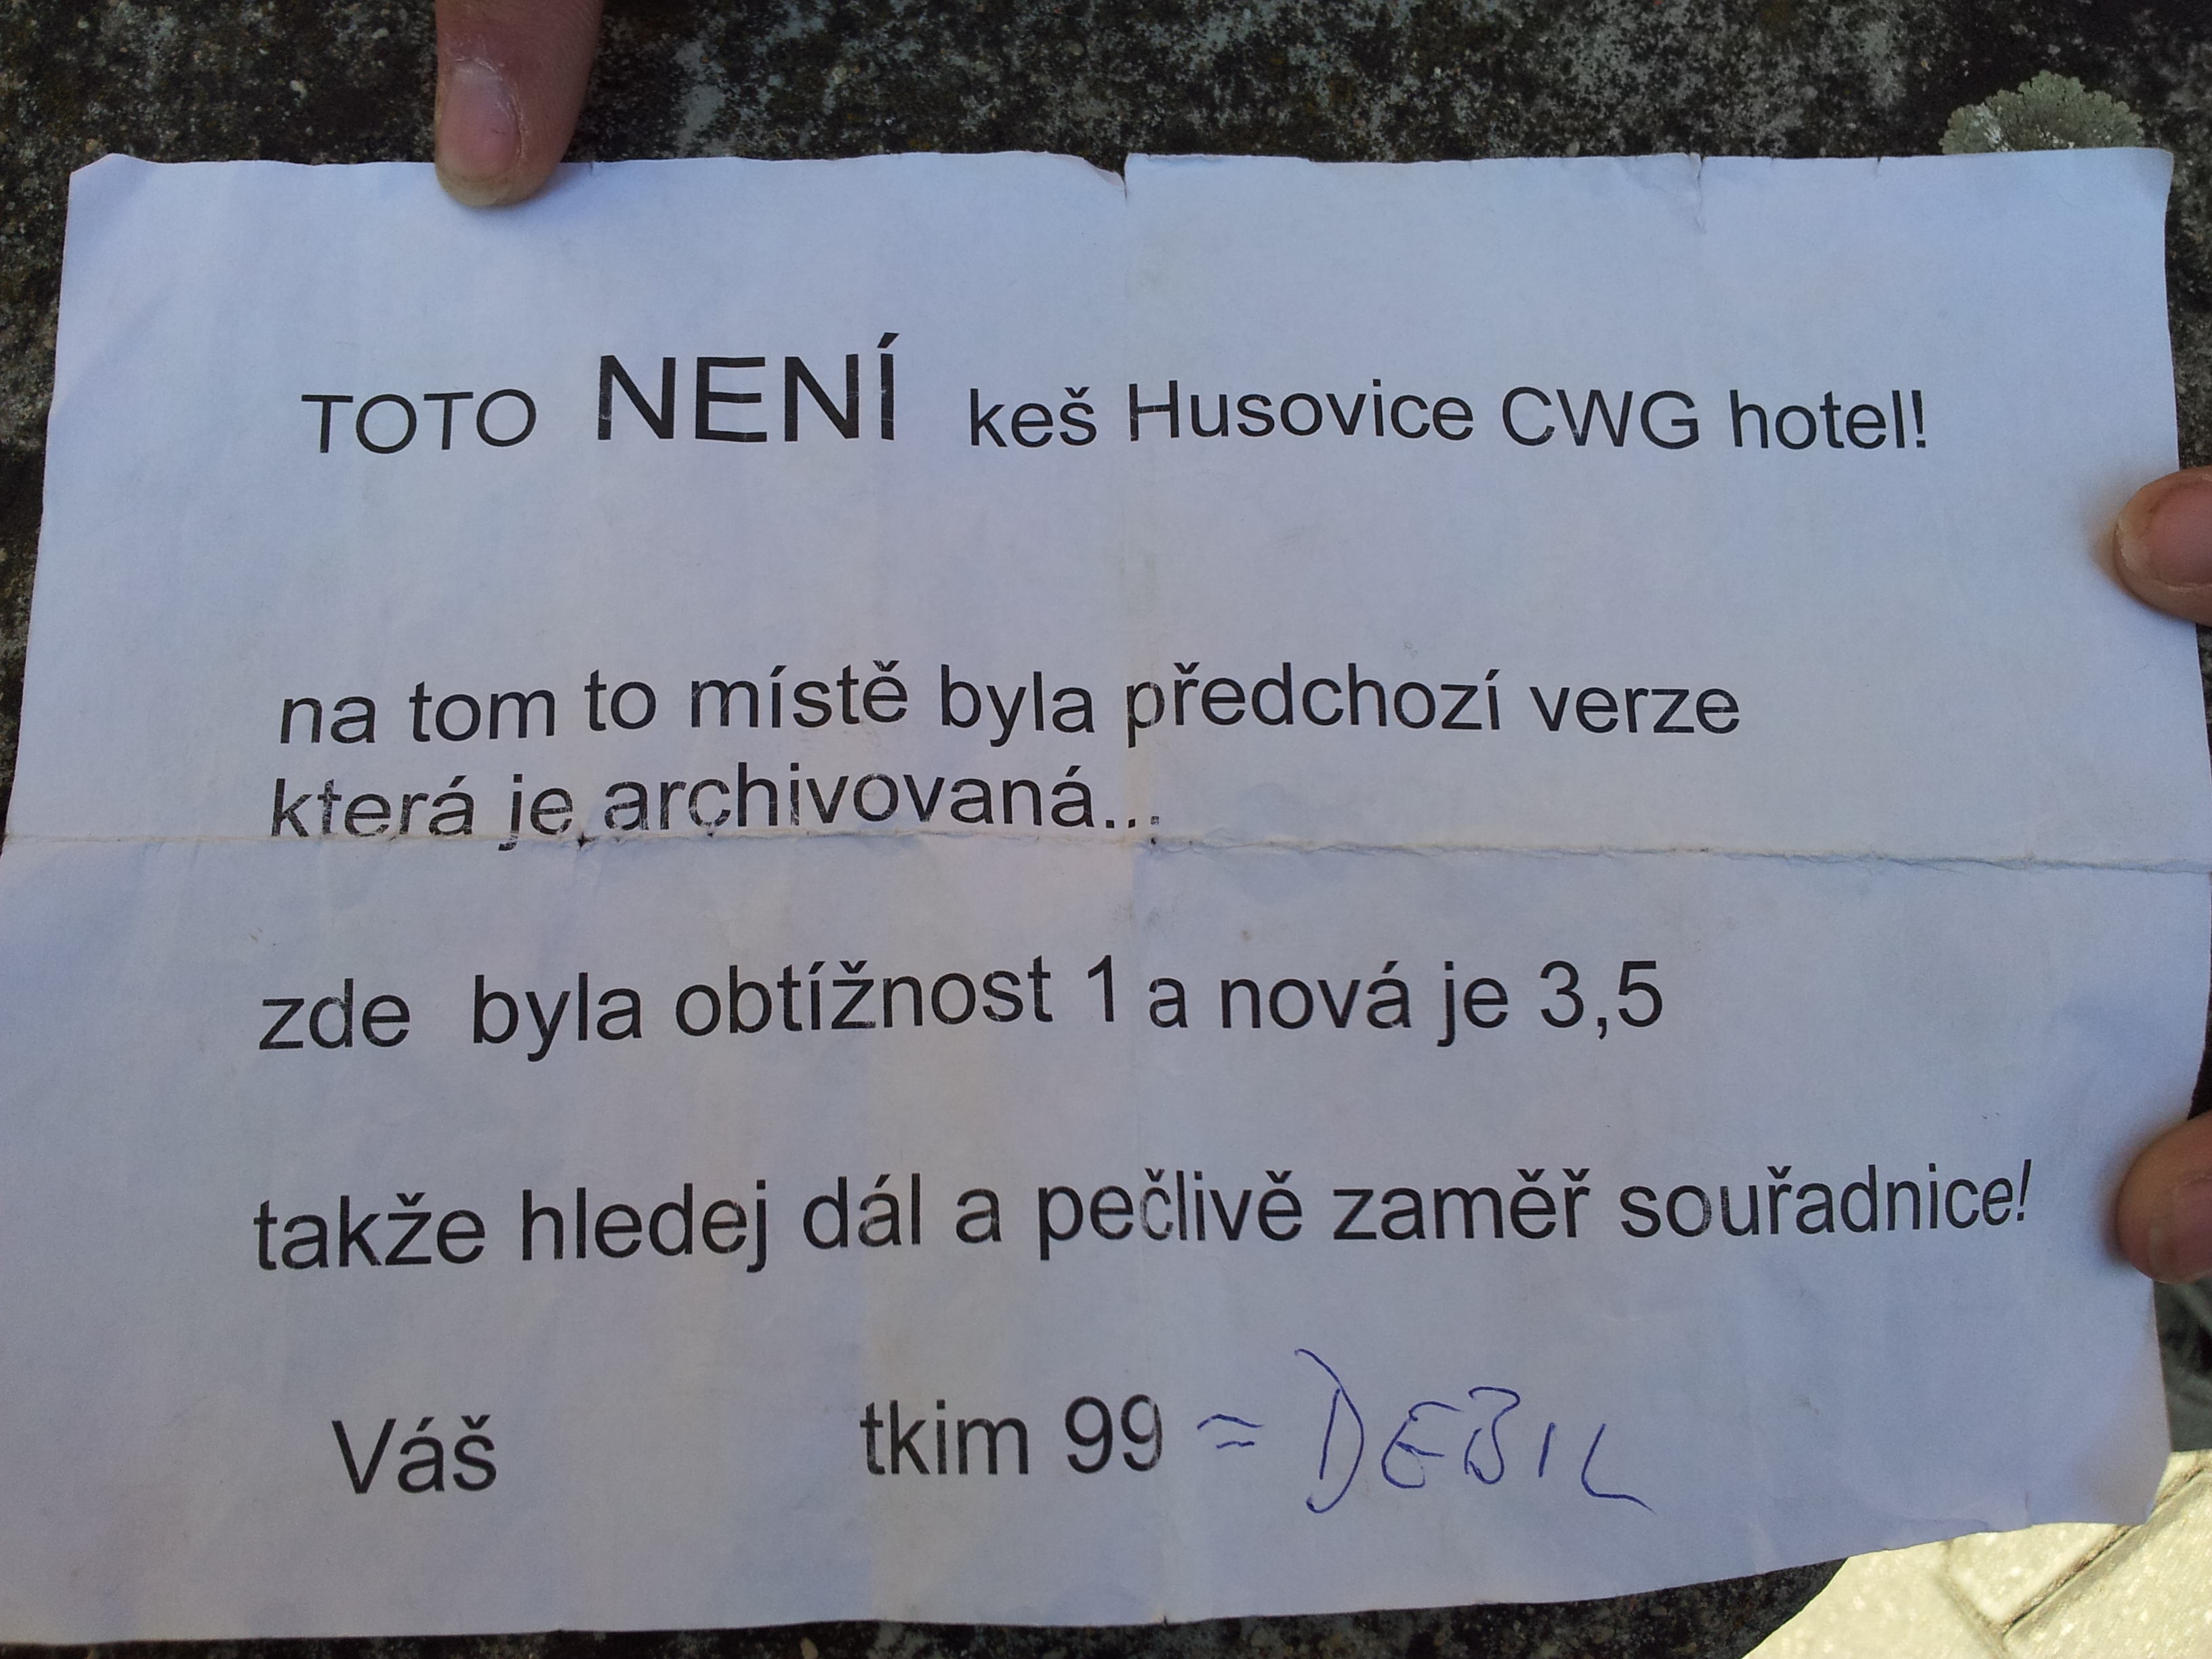 TOTO NENÍ keš Husovice CWG hotel!
na tom to místě byla předchozí verze
která je archivovaná...
zde byla obtížnost 1 a nová je 3,5
takže hledej dál a pečlivě zaměř souřadnice!
Váš tkim 99 ≈ DEBIL